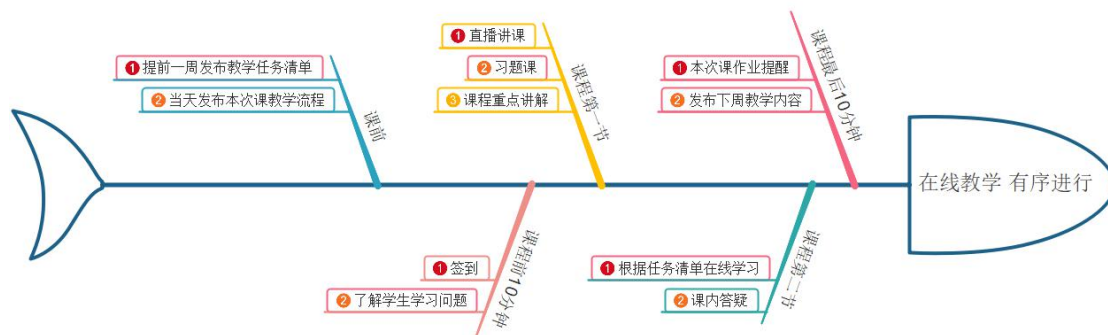 ❶提前一周发布教学任务清单
❷当天发布本次课教学流程
课前
❶签到
❷了解学生学习问题
课程前10分钟
❶直播讲课
❷习题课
❸课程重点讲解
课程第一节
❶根据任务清单在线学习
❷课内答疑
课程第二节
❶本次课作业提醒
❷发布下周教学内容
课程最后10分钟
在线教学 有序进行